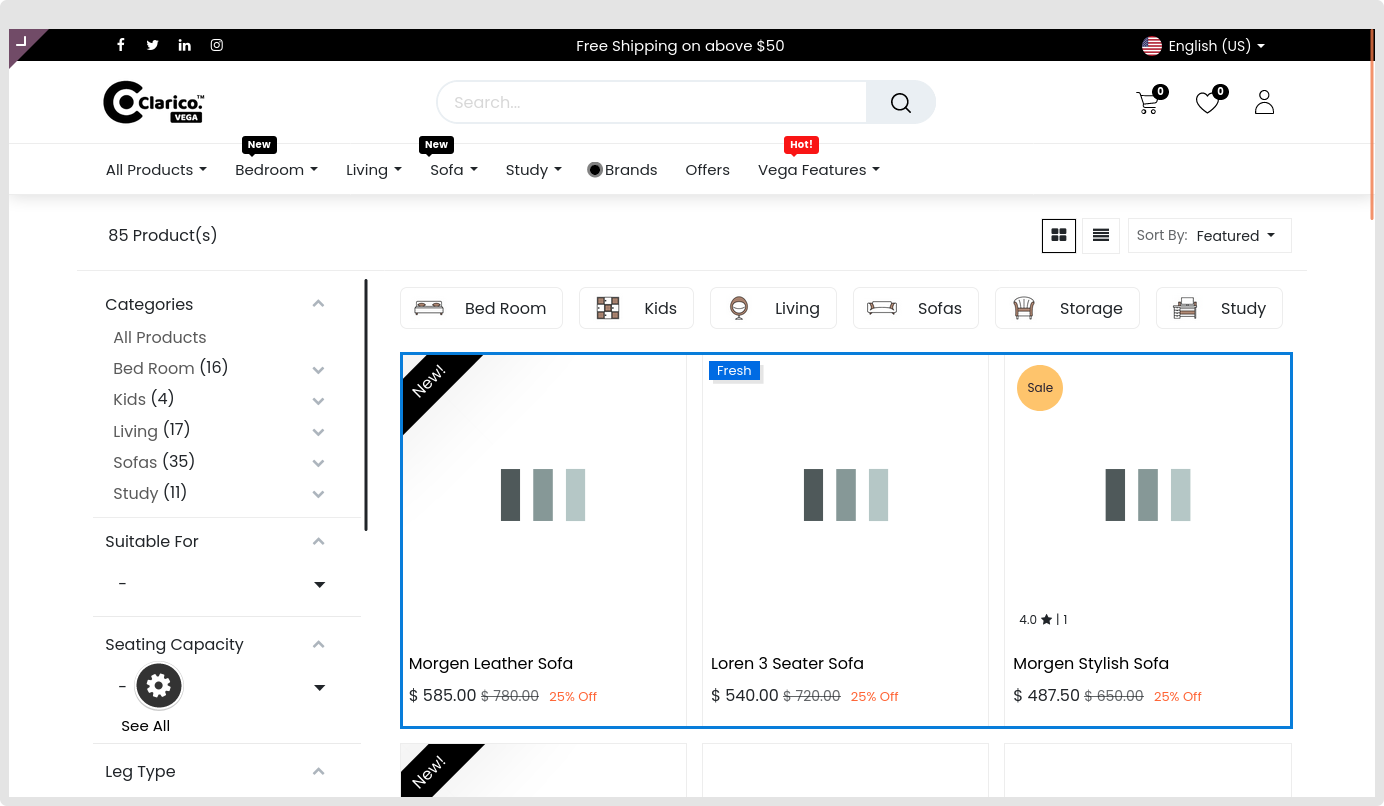 Free Shipping on above $50
English (US)
Clarico.™
VEGA
Search...
0
0
New
New
Hot!
All Products
Bedroom
Living
Sofa
Study
Brands
Offers
Vega Features
85 Product(s)
Sort By: Featured
Categories
All Products
Bed Room (16)
Kids (4)
Living (17)
Sofas (35)
Study (11)
Suitable For
-
Seating Capacity
-
See All
Leg Type
Bed Room
Kids
Living
Sofas
Storage
Study
New!
Fresh
Sale
4.0 ★ | 1
Morgen Leather Sofa
$ 585.00 $ 780.00 25% Off
Loren 3 Seater Sofa
$ 540.00 $ 720.00 25% Off
Morgen Stylish Sofa
$ 487.50 $ 650.00 25% Off
New!